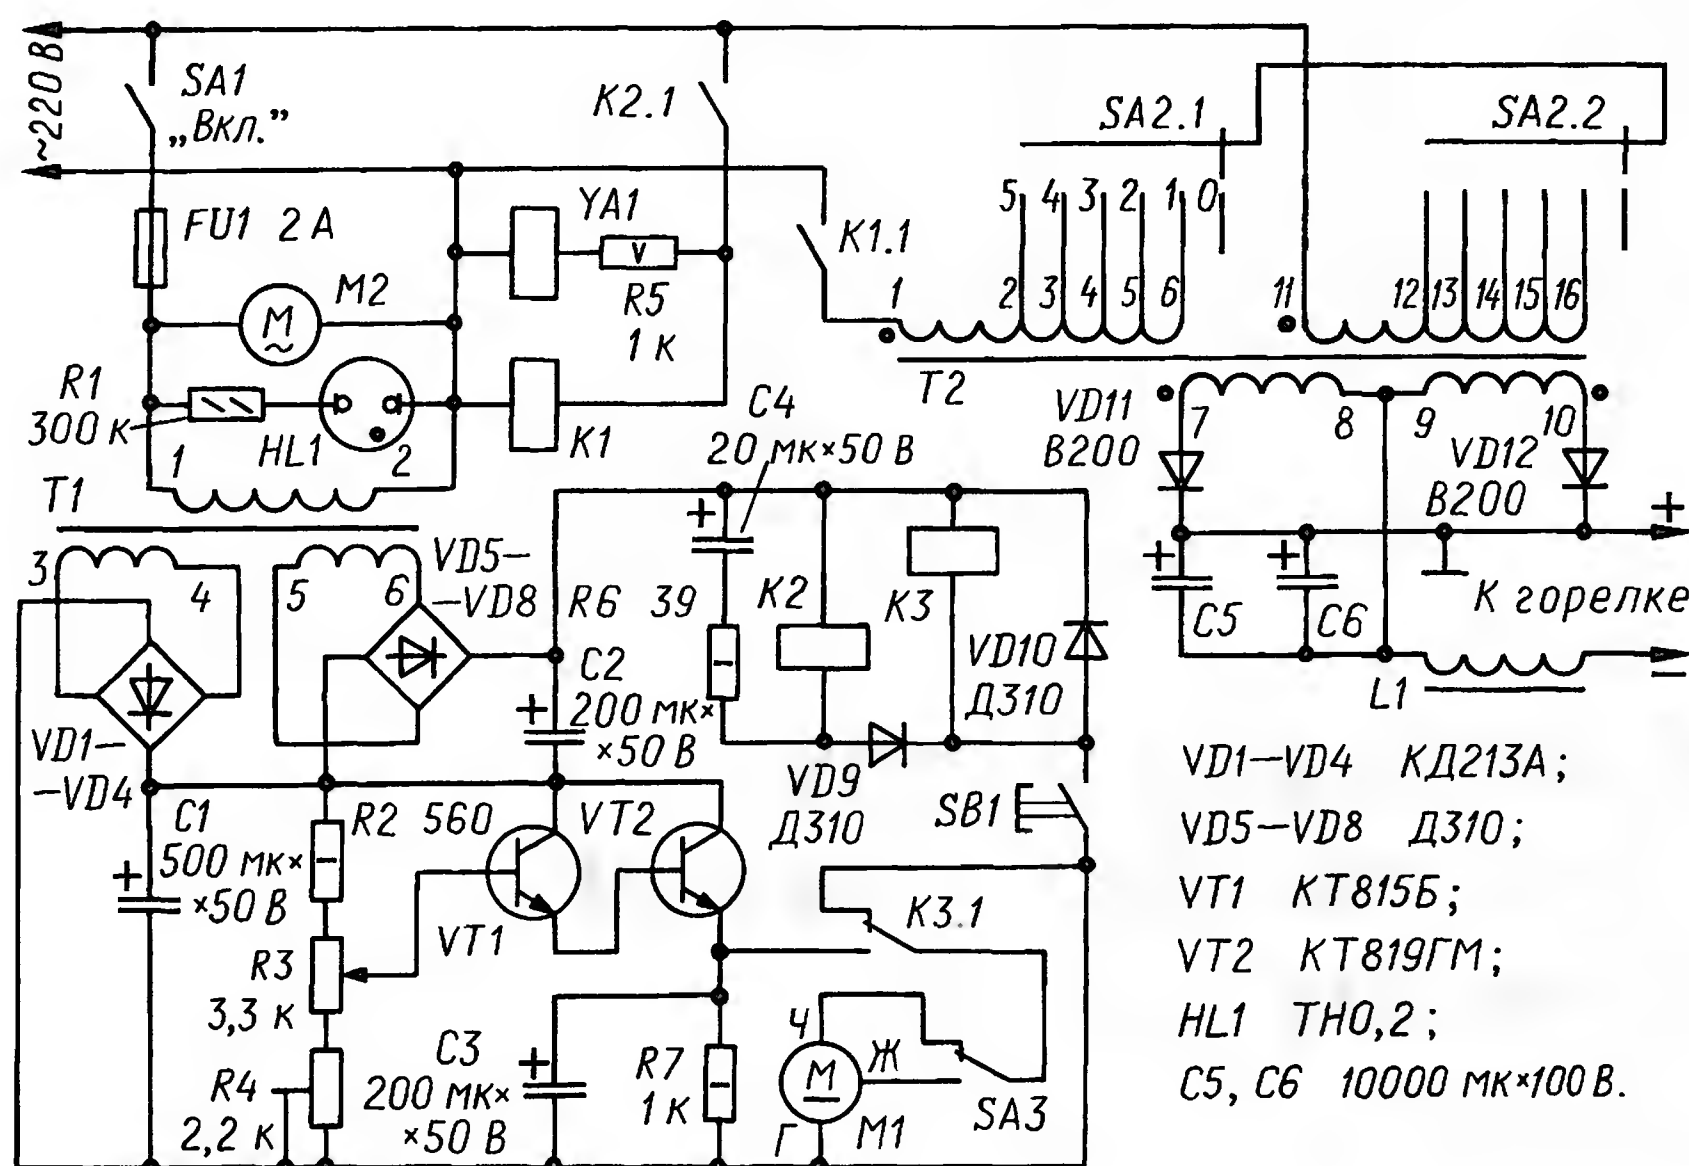 ~220 В
SA1
„Вкл.”
K2.1
SA2.1
SA2.2
FU1 2 А
YA1
K1.1
5 4 3 2 1 0
M2
M
~
R5
1 к
1
2 3 4 5 6
11
12 13 14 15 16
R1
300 к
HL1
K1
C4
20 мк×50 В
T2
VD11
В200
7 8 9 10
VD12
В200
1 2
T1
+
+
3 4 5 6
VD5–
–VD8
R6 39
K2
K3
+
+
C5
C6
К горелке
–
C2
200 мк×
×50 В
+
VD10
Д310
L1
VD1–
–VD4
VD9
Д310
VD1–VD4 КД213А;
C1
500 мк×
×50 В
+
R2 560
VT2
SB1
VD5–VD8 Д310;
VT1
K3.1
VT1 КТ815Б;
R3
3,3 к
VT2 КТ819ГМ;
R4
2,2 к
C3
200 мк×
×50 В
+
R7
1 к
Ч
Ж
М
Г
M1
SA3
HL1 ТН0,2;
C5, C6 10000 мк×100 В.